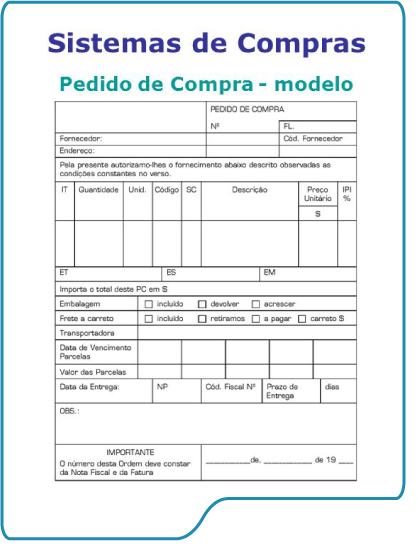 Sistemas de Compras
Pedido de Compra - modelo
PEDIDO DE COMPRA
Nº FL.
Fornecedor: Cód. Fornecedor
Endereço:
Pela presente autorizamo-lhes o fornecimento abaixo descrito observadas as
condições constantes no verso.
IT Quantidade Unid. Código SC Descrição Preço Unitário IPI %
$
ET ES EM
Importa o total deste PC em $
Embalagem incluído devolver acrescer
Frete a carreto incluído retiramos a pagar carreto $
Transportadora
Data de Vencimento
Parcelas
Valor das Parcelas
Data da Entrega: NP Cód. Fiscal Nº Prazo de Entrega dias
OBS.:
IMPORTANTE
O número desta Ordem deve constar
da Nota Fiscal e da Fatura
____________de, _____________ de 19 ____